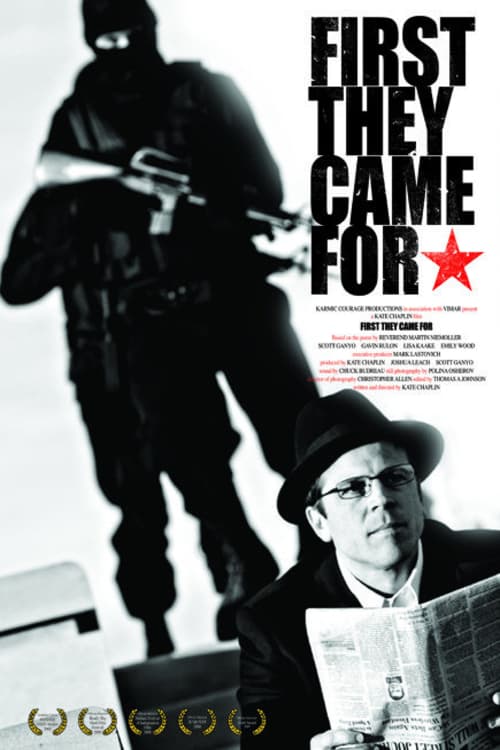 FIRST
THEY
CAME
FOR
KARMIC COURAGE PRODUCTIONS in association with VIMAR present
a KATE CHAPLIN film
FIRST THEY CAME FOR
Based on the poem by REVEREND MARTIN NIEMOLLER
SCOTT GANYO GAVIN RULON LISA KAAKE EMILY WOOD
executive producer MARK LASTOVICH
produced by KATE CHAPLIN JOSHUA LEACH SCOTT GANYO
sound by CHUCK BUDREAU still photography by POLINA OSHEROV
director of photography CHRISTOPHER ALLEN edited by THOMAS A JOHNSON
written and directed by KATE CHAPLIN